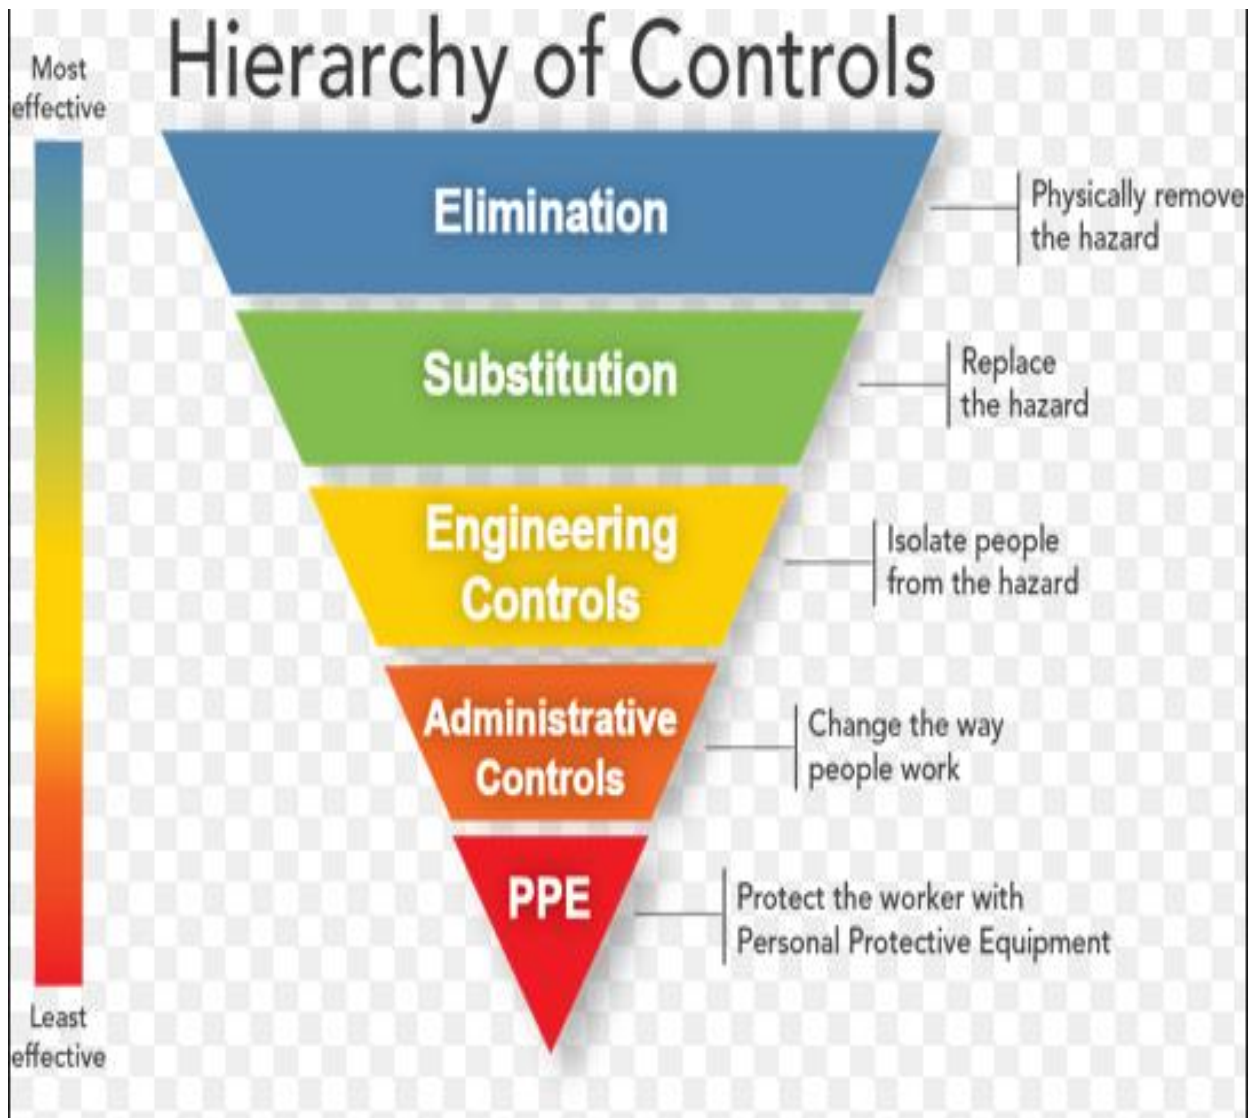 Hierarchy of Controls
Most
effective
Elimination
Physically remove
the hazard
Substitution
Replace
the hazard
Engineering
Controls
Isolate people
from the hazard
Administrative
Controls
Change the way
people work
PPE
Protect the worker with
Personal Protective Equipment
Least
effective